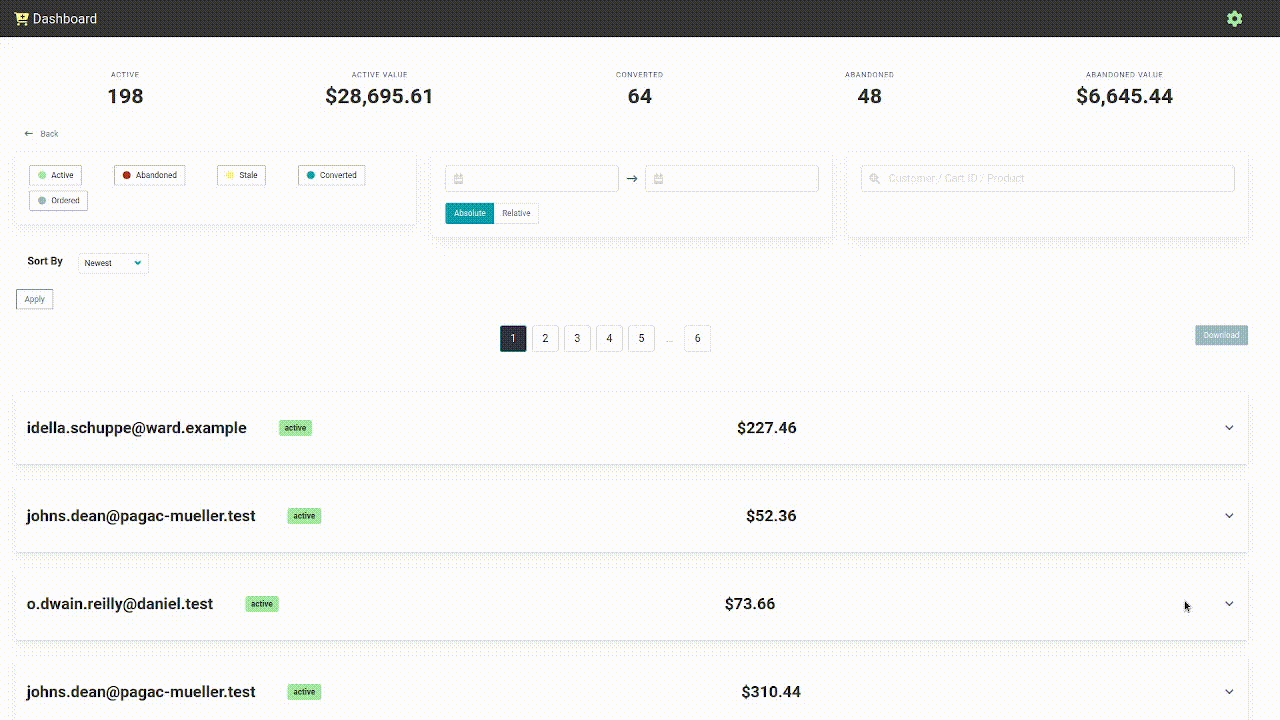 Dashboard
ACTIVE ACTIVE VALUE CONVERTED ABANDONED ABANDONED VALUE
198 $28,695.61 64 48 $6,645.44
← Back
Active Abandoned Stale Converted
Ordered
→
Customer / Cart ID / Product
Absolute Relative
Sort By Newest
Apply
1 2 3 4 5 ... 6 Download
idella.schuppe@ward.example active $227.46
johns.dean@pagac-mueller.test active $52.36
o.dwain.reilly@daniel.test active $73.66
johns.dean@pagac-mueller.test active $310.44